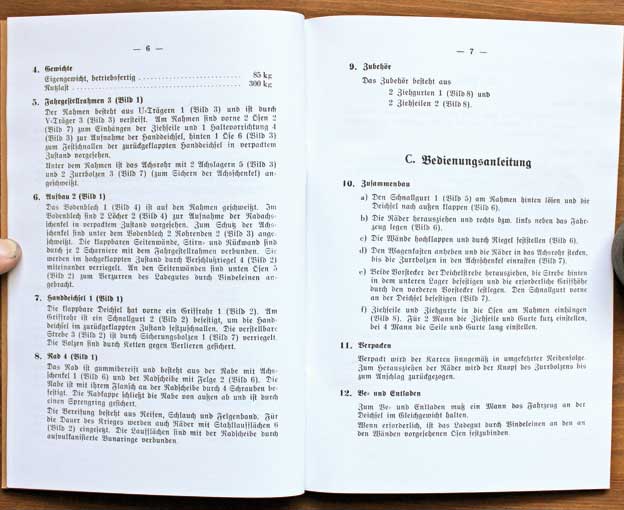 — 6 —
4. Gewichte
Eigengewicht, betriebsfertig . . . . . . . . . . . . . . . . . . . . 85 kg
Nutzlast . . . . . . . . . . . . . . . . . . . . . . . . . . . . . . 300 kg
5. Fahrgestellrahmen 3 (Bild 1)
Der Rahmen besteht aus U-Trägern 1 (Bild 3) und ist durch
V-Träger 3 (Bild 3) versteift. Am Rahmen sind vorne 2 Ösen 2
(Bild 7) zum Einhängen der Ziehseile und 1 Haltevorrichtung 4
(Bild 3) zur Aufnahme der Handdeichsel, hinten 1 Öse 6 (Bild 3)
zum Festschnallen der zurückgeklappten Handdeichsel in verpacktem
Zustand vorgesehen.
Unter dem Rahmen ist das Achsrohr mit 2 Achslagern 5 (Bild 3)
und 2 Zurrbolzen 3 (Bild 7) (zum Sichern der Achsschenkel) an-
geschweißt.
6. Aufbau 2 (Bild 1)
Das Bodenblech 1 (Bild 4) ist auf den Rahmen geschweißt. Im
Bodenblech sind 2 Löcher 2 (Bild 4) zur Aufnahme der Radachs-
schenkel in verpacktem Zustand vorgesehen. Zum Schutz der Achs-
schenkel sind unter dem Bodenblech 2 Rohrenden 2 (Bild 3) ange-
schweißt. Die klappbaren Seitenwände, Stirn- und Rückwand sind
durch je 2 Scharniere mit dem Fahrgestellrahmen verbunden. Sie
werden im hochgeklappten Zustand durch Verschlußriegel 4 (Bild 2)
miteinander verriegelt. An den Seitenwänden sind unten Ösen 5
(Bild 2) zum Verzurren des Ladegutes durch Bindeleinen an-
gebracht.
7. Handdeichsel 1 (Bild 1)
Die klappbare Deichsel hat vorne ein Griffrohr 1 (Bild 2). Am
Griffrohr ist ein Schnallgurt 2 (Bild 2) befestigt, um die Hand-
deichsel im zurückgeklappten Zustand festzuschnallen. Die verstellbare
Strebe 3 (Bild 2) ist durch Sicherungsbolzen 1 (Bild 7) verriegelt.
Die Bolzen sind durch Ketten gegen Verlieren gesichert.
8. Rad 4 (Bild 1)
Das Rad ist gummibereift und besteht aus der Nabe mit Achs-
schenkel 1 (Bild 6) und der Radscheibe mit Felge 2 (Bild 6). Die
Nabe ist mit ihrem Flansch an der Radscheibe durch 4 Schrauben be-
festigt. Die Radkappe schließt die Nabe von außen ab und ist durch
einen Sprengring gesichert.
Die Bereifung besteht aus Reifen, Schlauch und Felgenband. Für
die Dauer des Krieges werden auch Räder mit Stahllaufflächen 6
(Bild 2) eingesetzt. Die Laufflächen sind mit der Radscheibe durch
aufvulkanisierte Bunaringe verbunden.
— 7 —
9. Zubehör
Das Zubehör besteht aus
2 Ziehgurten 1 (Bild 8) und
2 Ziehseilen 2 (Bild 8).
C. Bedienungsanleitung
10. Zusammenbau
a) Den Schnallgurt 1 (Bild 5) am Rahmen hinten lösen und die
Deichsel nach außen klappen (Bild 6).
b) Die Räder herausziehen und rechts bzw. links neben das Fahr-
zeug legen (Bild 6).
c) Die Wände hochklappen und durch Riegel feststellen (Bild 6).
d) Den Wagenkasten anheben und die Räder in das Achsrohr stecken,
bis die Zurrbolzen in den Achsschenkel einrasten (Bild 7).
e) Beide Vorstecker der Deichselstrebe herausziehen, die Strebe hinten
in dem unteren Lager befestigen und die erforderliche Griffhöhe
durch den vorderen Vorstecker festlegen. Den Schnallgurt vorne
an der Deichsel befestigen (Bild 7).
f) Ziehseile und Ziehgurte in die Ösen am Rahmen einhängen
(Bild 8). Für 2 Mann die Ziehseile und Gurte kurz einstellen,
bei 4 Mann die Seile und Gurte lang einstellen.
11. Verpacken
Verpackt wird der Karren sinngemäß in umgekehrter Reihenfolge.
Zum Herausziehen der Räder wird der Knopf des Zurrbolzens bis
zum Anschlag zurückgezogen.
12. Be- und Entladen
Zum Be- und Entladen muß ein Mann das Fahrzeug an der
Deichsel im Gleichgewicht halten.
Wenn erforderlich, ist das Ladegut durch Bindeleinen an den an
den Wänden vorgesehenen Ösen festzubinden.